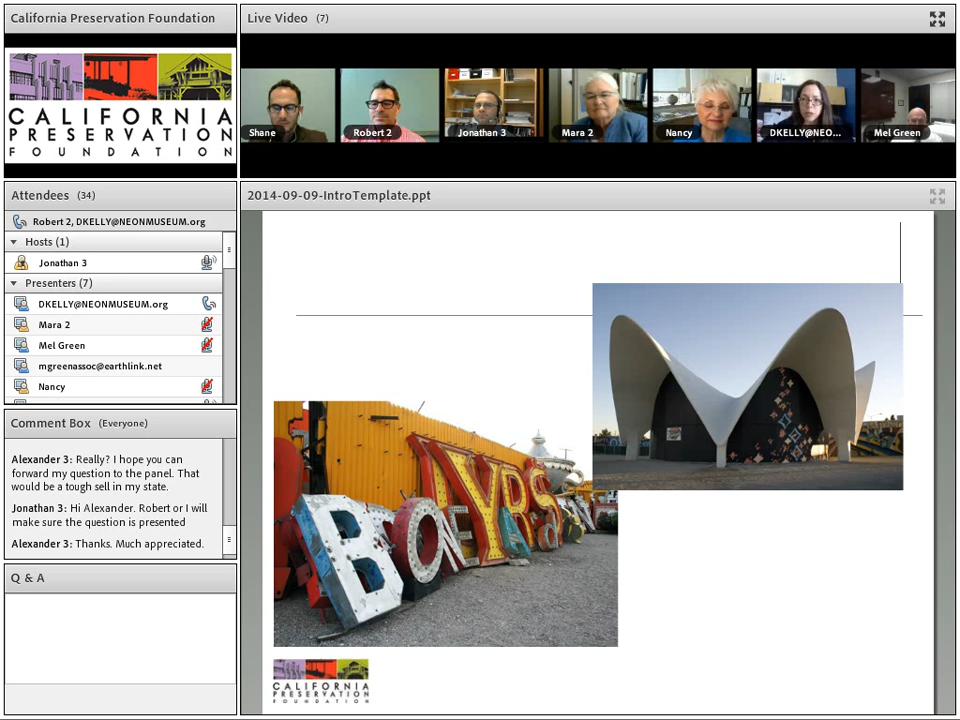 California Preservation Foundation
CALIFORNIA
PRESERVATION
FOUNDATION
Live Video (7)
Shane
Robert 2
Jonathan 3
Mara 2
Nancy
DKELLY@NEO...
Mel Green
Attendees (34)
Robert 2, DKELLY@NEONMUSEUM.org
Hosts (1)
Jonathan 3
Presenters (7)
DKELLY@NEONMUSEUM.org
Mara 2
Mel Green
mgreenassoc@earthlink.net
Nancy
Comment Box (Everyone)
Alexander 3: Really? I hope you can
forward my question to the panel. That
would be a tough sell in my state.
Jonathan 3: Hi Alexander. Robert or I will
make sure the question is presented
Alexander 3: Thanks. Much appreciated.
Q & A
2014-09-09-IntroTemplate.ppt
BONEYARD
CALIFORNIA
PRESERVATION
FOUNDATION